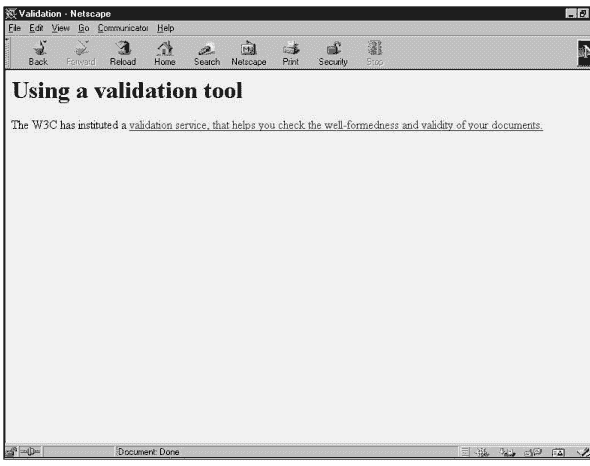 Validation - Netscape
File Edit View Go Communicator Help
Back Forward Reload Home Search Netscape Print Security Stop
Using a validation tool
The W3C has instituted a validation service, that helps you check the well-formedness and validity of your documents.
Document: Done